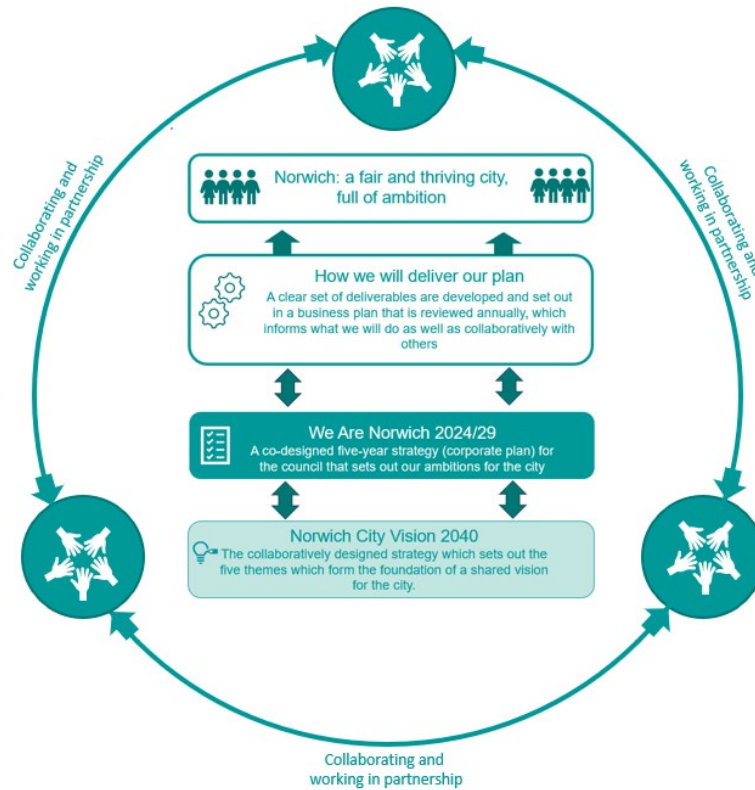 Norwich: a fair and thriving city,
full of ambition
How we will deliver our plan
A clear set of deliverables are developed and set out
in a business plan that is reviewed annually, which
informs what we will do as well as collaboratively with
others
We Are Norwich 2024/29
A co-designed five-year strategy (corporate plan) for
the council that sets out our ambitions for the city
Norwich City Vision 2040
The collaboratively designed strategy which sets out the
five themes which form the foundation of a shared vision
for the city.
Collaborating and
working in partnership
Collaborating and
working in partnership
Collaborating and
working in partnership